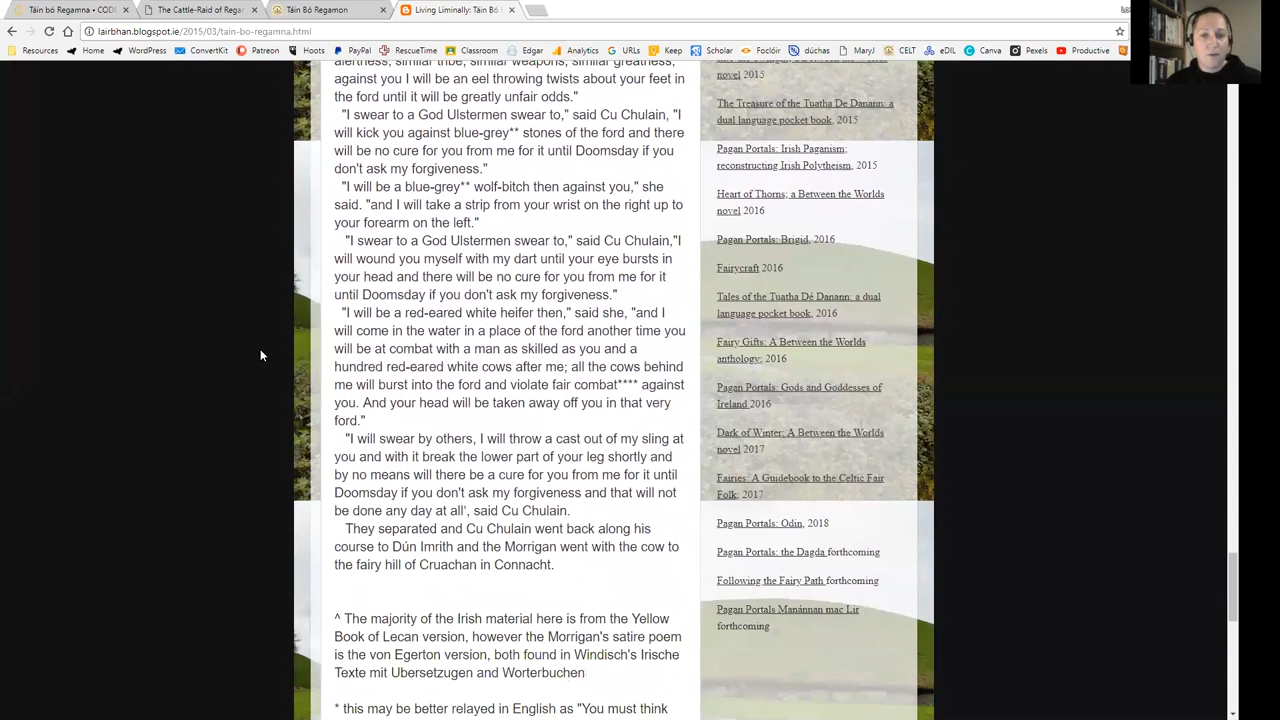 Táin bó Regamna • CODE
The Cattle-Raid of Regar
Táin Bó Regamon
Living Liminally: Táin Bó
lairbhan.blogspot.ie/2015/03/tain-bo-regamna.html
Resources
Home
WordPress
ConvertKit
Patreon
Hoots
PayPal
RescueTime
Classroom
Edgar
Analytics
URLs
Keep
Scholar
Foclóir
dúchas
MaryJ
CELT
eDIL
Canva
Pexels
Productive
alertness, similar tribe, similar weapons, similar greatness,
against you I will be an eel throwing twists about your feet in
the ford until it will be greatly unfair odds."
"I swear to a God Ulstermen swear to," said Cu Chulain, "I
will kick you against blue-grey** stones of the ford and there
will be no cure for you from me for it until Doomsday if you
don't ask my forgiveness."
"I will be a blue-grey** wolf-bitch then against you," she
said. "and I will take a strip from your wrist on the right up to
your forearm on the left."
"I swear to a God Ulstermen swear to," said Cu Chulain,"I
will wound you myself with my dart until your eye bursts in
your head and there will be no cure for you from me for it
until Doomsday if you don't ask my forgiveness."
"I will be a red-eared white heifer then," said she, "and I
will come in the water in a place of the ford another time you
will be at combat with a man as skilled as you and a
hundred red-eared white cows after me; all the cows behind
me will burst into the ford and violate fair combat**** against
you. And your head will be taken away off you in that very
ford."
"I will swear by others, I will throw a cast out of my sling at
you and with it break the lower part of your leg shortly and
by no means will there be a cure for you from me for it until
Doomsday if you don't ask my forgiveness and that will not
be done any day at all', said Cu Chulain.
They separated and Cu Chulain went back along his
course to Dún Imrith and the Morrigan went with the cow to
the fairy hill of Cruachan in Connacht.
^ The majority of the Irish material here is from the Yellow
Book of Lecan version, however the Morrigan's satire poem
is the von Egerton version, both found in Windisch's Irische
Texte mit Ubersetzugen and Worterbuchen
* this may be better relayed in English as "You must think
novel 2015
The Treasure of the Tuatha De Danann: a
dual language pocket book, 2015
Pagan Portals: Irish Paganism;
reconstructing Irish Polytheism, 2015
Heart of Thorns; a Between the Worlds
novel 2016
Pagan Portals: Brigid, 2016
Fairycraft 2016
Tales of the Tuatha Dé Danann: a dual
language pocket book, 2016
Fairy Gifts: A Between the Worlds
anthology; 2016
Pagan Portals: Gods and Goddesses of
Ireland 2016
Dark of Winter: A Between the Worlds
novel 2017
Fairies: A Guidebook to the Celtic Fair
Folk; 2017
Pagan Portals: Odin, 2018
Pagan Portals: the Dagda forthcoming
Following the Fairy Path forthcoming
Pagan Portals Manánnan mac Lir
forthcoming